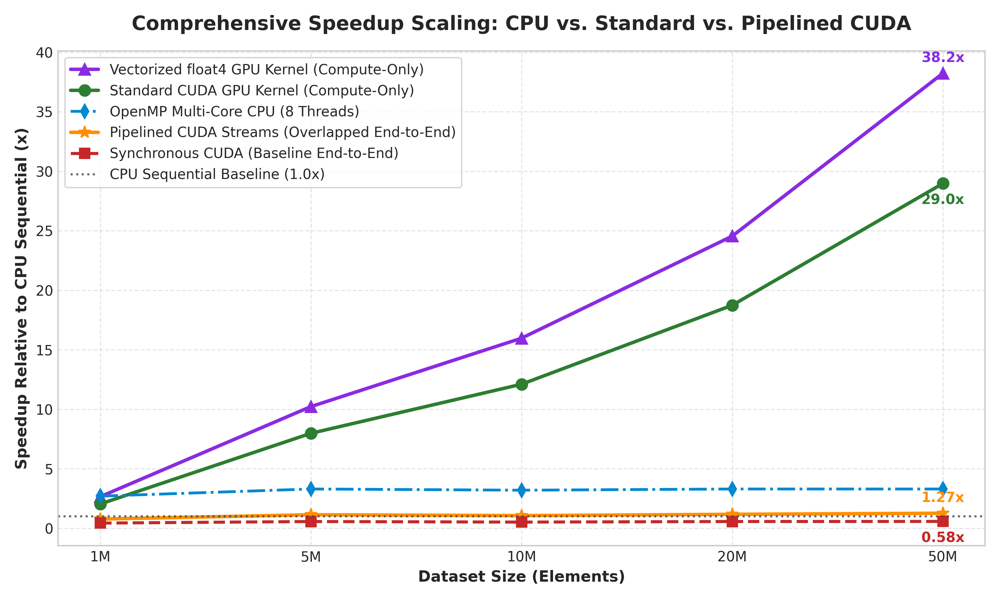 Comprehensive Speedup Scaling: CPU vs. Standard vs. Pipelined CUDA
Speedup Relative to CPU Sequential (x)
40
35
30
25
20
15
10
5
0
Vectorized float4 GPU Kernel (Compute-Only)
Standard CUDA GPU Kernel (Compute-Only)
OpenMP Multi-Core CPU (8 Threads)
Pipelined CUDA Streams (Overlapped End-to-End)
Synchronous CUDA (Baseline End-to-End)
CPU Sequential Baseline (1.0x)
38.2x
29.0x
1.27x
0.58x
1M 5M 10M 20M 50M
Dataset Size (Elements)